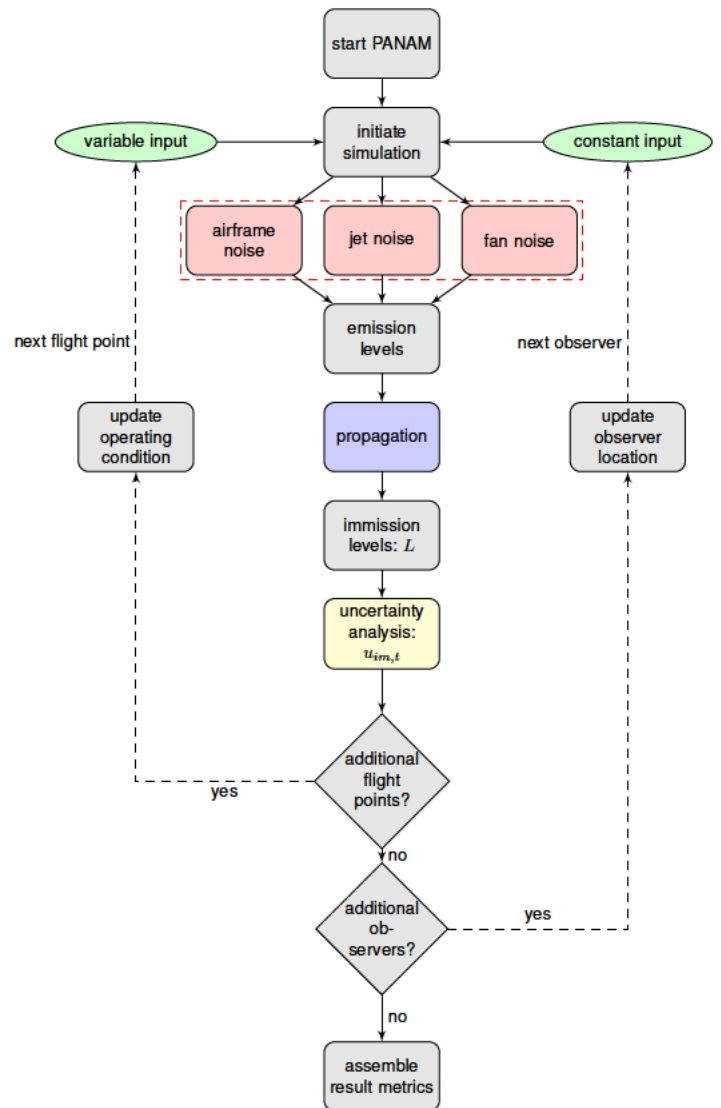 start PANAM
variable input
initiate
simulation
constant input
airframe
noise
jet noise
fan noise
emission
levels
next flight point
next observer
update
operating
condition
propagation
update
observer
location
immission
levels: L
uncertainty
analysis:
u_{im,t}
additional
flight
points?
yes
no
additional
ob-
servers?
yes
no
assemble
result metrics